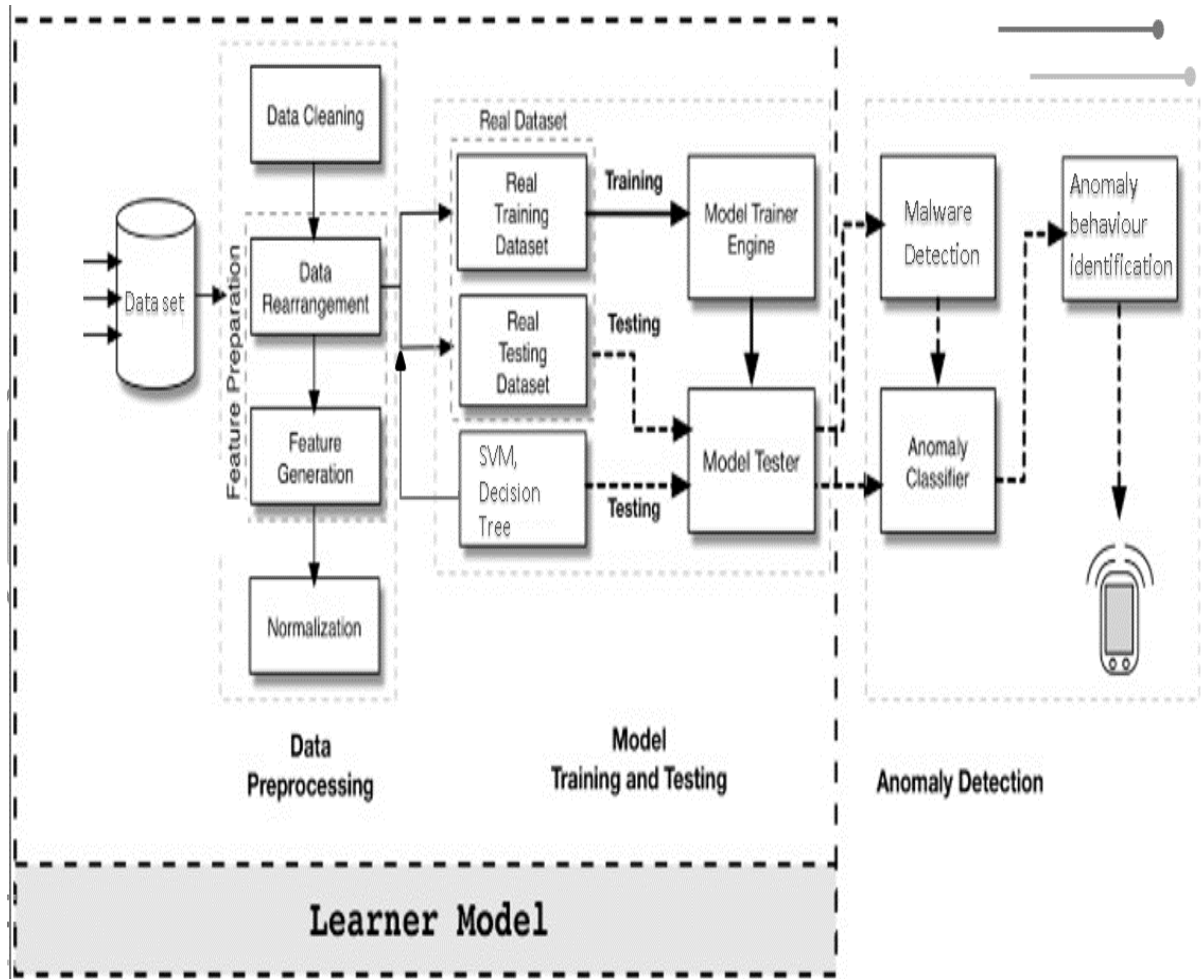 Data Cleaning
Data set
Feature Preparation
Data
Rearrangement
Feature
Generation
Normalization
Data
Preprocessing
Real Dataset
Real
Training
Dataset
Training
Real
Testing
Dataset
Testing
SVM,
Decision
Tree
Testing
Model Trainer
Engine
Model Tester
Model
Training and Testing
Malware
Detection
Anomaly
Classifier
Anomaly
behaviour
identification
Anomaly Detection
Learner Model